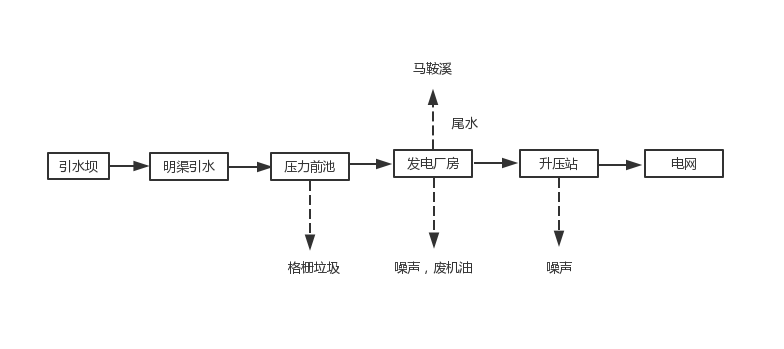 马鞍溪
尾水
引水坝
明渠引水
压力前池
发电厂房
升压站
电网
格栅垃圾
噪声，废机油
噪声